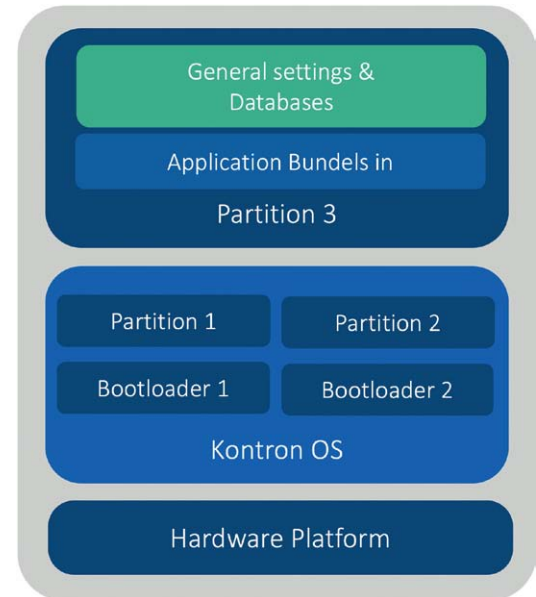 General settings &
Databases
Application Bundels in
Partition 3
Partition 1
Partition 2
Bootloader 1
Bootloader 2
Kontron OS
Hardware Platform